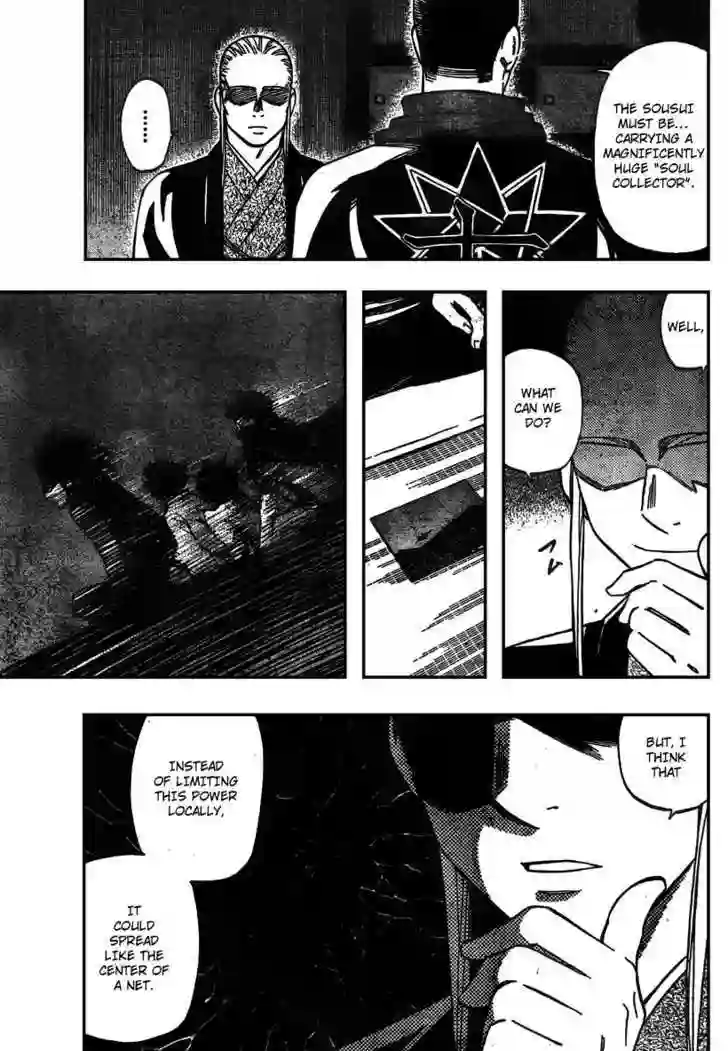 THE SOUSUI
MUST BE...
CARRYING A
MAGNIFICENTLY
HUGE "SOUL
COLLECTOR".
......
WELL,
WHAT
CAN WE
DO?
BUT, I
THINK
THAT
INSTEAD
OF LIMITING
THIS POWER
LOCALLY,
IT
COULD
SPREAD
LIKE THE
CENTER OF
A NET.